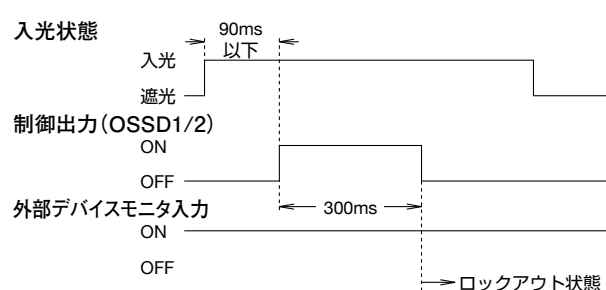 入光状態
90ms
以下
入光
遮光
制御出力(OSSD1/2)
ON
OFF
外部デバイスモニタ入力
300ms
ON
OFF
ロックアウト状態